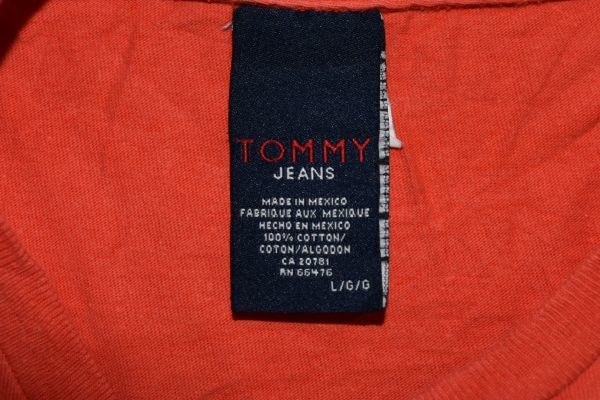 TOMMY
JEANS
MADE IN MEXICO
FABRIQUE AUX MEXIQUE
HECHO EN MEXICO
100% COTTON/
COTON/ALGODON
CA 20781
RN 66476
L/G/G